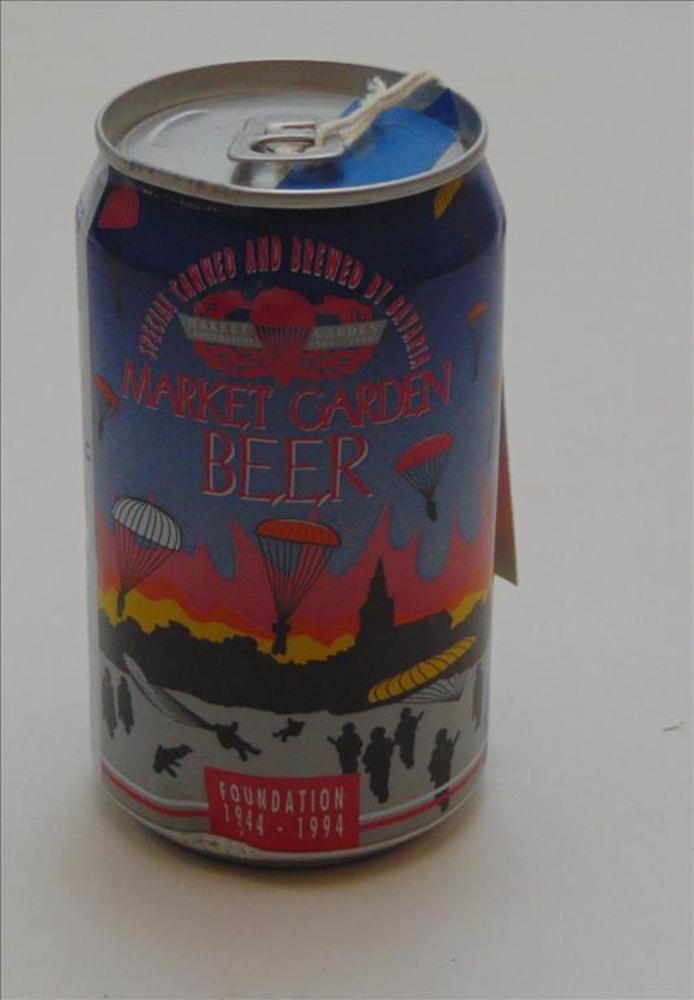 SPECIAL CANNED AND BREWED BY BAVARIA
MARKET GARDEN
MARKET GARDEN
BEER
FOUNDATION
1944 - 1994